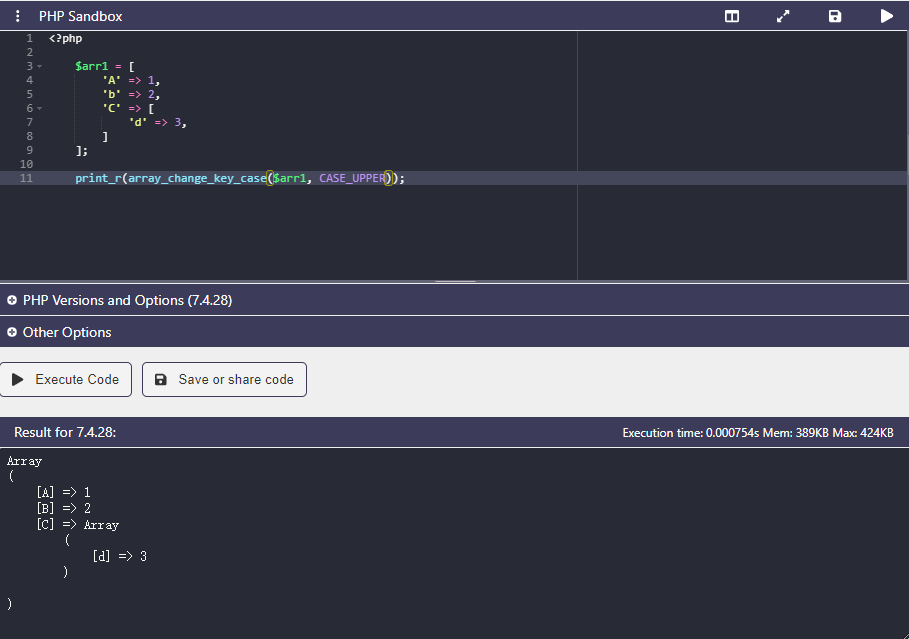 PHP Sandbox
1 <?php
2
3 $arr1 = [
4 'A' => 1,
5 'b' => 2,
6 'C' => [
7 'd' => 3,
8 ]
9 ];
10
11 print_r(array_change_key_case($arr1, CASE_UPPER));
PHP Versions and Options (7.4.28)
Other Options
Execute Code Save or share code
Result for 7.4.28: Execution time: 0.000754s Mem: 389KB Max: 424KB
Array
(
[A] => 1
[B] => 2
[C] => Array
(
[d] => 3
)
)